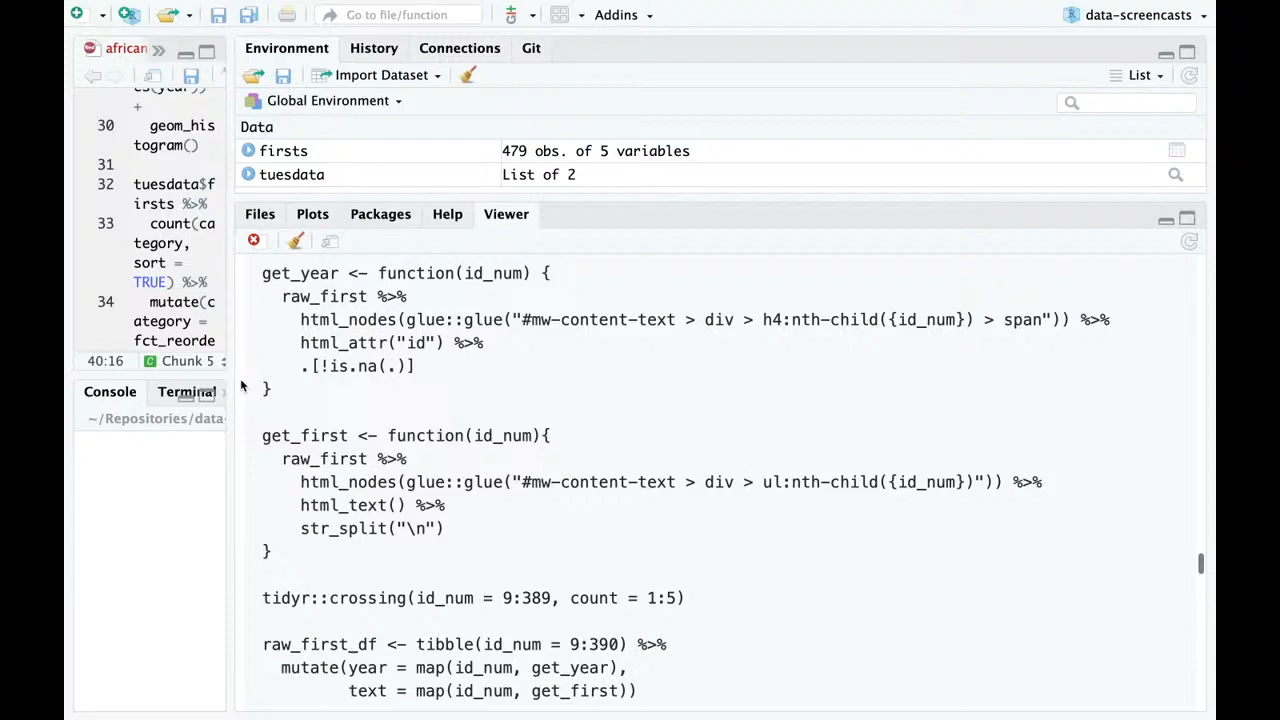 Go to file/function
Addins
data-screencasts
african
es(year))
+
30 geom_his
togram()
31
32 tuesdata$f
irsts %>%
33 count(ca
tegory,
sort =
TRUE) %>%
34 mutate(c
ategory =
fct_reorde
40:16 Chunk 5
Console Terminal
~/Repositories/data-
Environment History Connections Git
Import Dataset List
Global Environment
Data
firsts 479 obs. of 5 variables
tuesdata List of 2
Files Plots Packages Help Viewer
get_year <- function(id_num) {
raw_first %>%
html_nodes(glue::glue("#mw-content-text > div > h4:nth-child({id_num}) > span")) %>%
html_attr("id") %>%
.[!is.na(.)]
}
get_first <- function(id_num){
raw_first %>%
html_nodes(glue::glue("#mw-content-text > div > ul:nth-child({id_num})")) %>%
html_text() %>%
str_split("\n")
}
tidyr::crossing(id_num = 9:389, count = 1:5)
raw_first_df <- tibble(id_num = 9:390) %>%
mutate(year = map(id_num, get_year),
text = map(id_num, get_first))